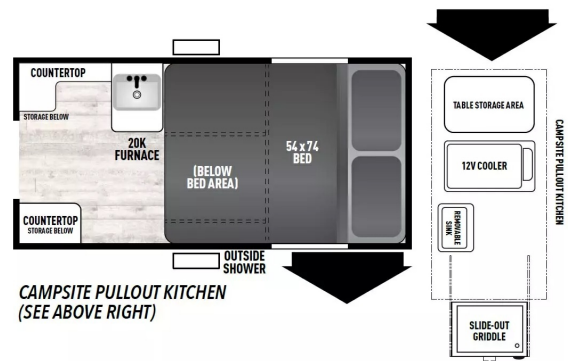 COUNTERTOP
STORAGE BELOW
20K
FURNACE
(BELOW
BED AREA)
54 x 74
BED
COUNTERTOP
STORAGE BELOW
OUTSIDE
SHOWER
CAMPSITE PULLOUT KITCHEN
(SEE ABOVE RIGHT)
TABLE STORAGE AREA
12V COOLER
REMOVABLE
SINK
SLIDE-OUT
GRIDDLE
CAMPSITE PULLOUT KITCHEN